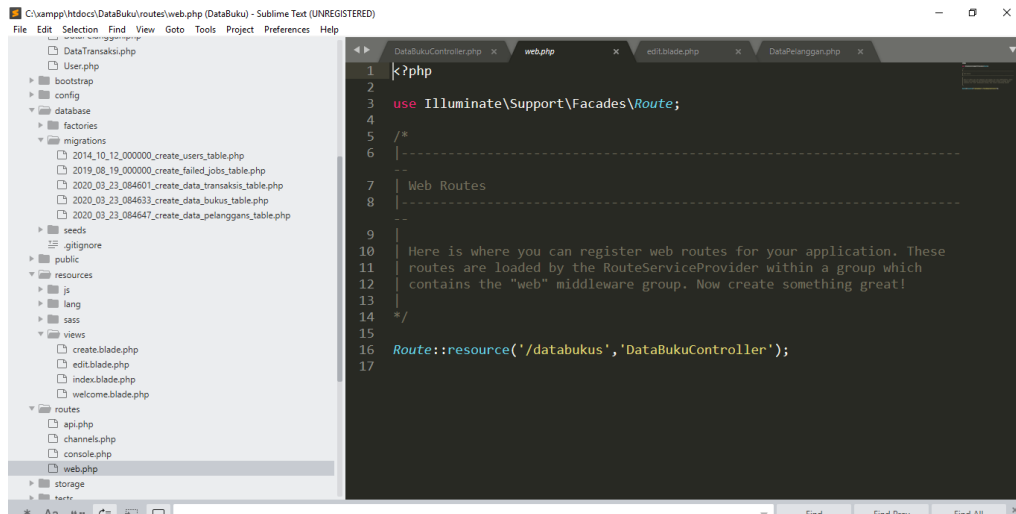 C:\xampp\htdocs\DataBuku\routes\web.php (DataBuku) - Sublime Text (UNREGISTERED)
File Edit Selection Find View Goto Tools Project Preferences Help
DataTransaksi.php
User.php
bootstrap
config
database
factories
migrations
2014_10_12_000000_create_users_table.php
2019_08_19_000000_create_failed_jobs_table.php
2020_03_23_084601_create_data_transaksis_table.php
2020_03_23_084633_create_data_bukus_table.php
2020_03_23_084647_create_data_pelanggans_table.php
seeds
.gitignore
public
resources
js
lang
sass
views
create.blade.php
edit.blade.php
index.blade.php
welcome.blade.php
routes
api.php
channels.php
console.php
web.php
storage
tests
DataBukuController.php × web.php × edit.blade.php × DataPelanggan.php ×
1 <?php
2
3 use Illuminate\Support\Facades\Route;
4
5 /*
6 |--------------------------------------------------------------------------
7 | Web Routes
8 |--------------------------------------------------------------------------
9 |
10 | Here is where you can register web routes for your application. These
11 | routes are loaded by the RouteServiceProvider within a group which
12 | contains the "web" middleware group. Now create something great!
13 |
14 */
15
16 Route::resource('/databukus','DataBukuController');
17
Find Find Prev Find All